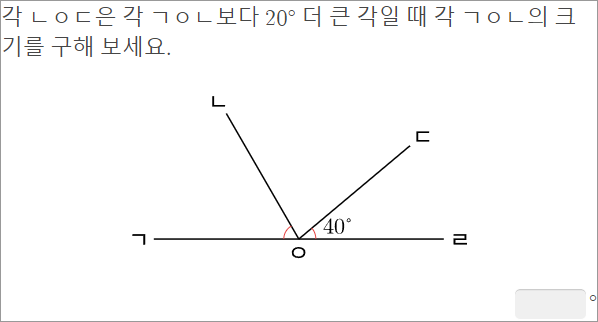 각 ㄴㅇㄷ은 각 ㄱㅇㄴ보다 20° 더 큰 각일 때 각 ㄱㅇㄴ의 크
기를 구해 보세요.
ㄴ
ㄷ
40°
ㄱ
ㄹ
ㅇ
°